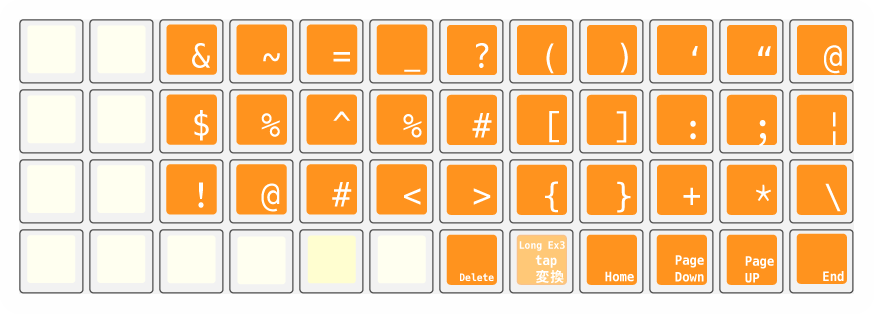 & ~ = _ ? ( ) ‘ “ @
$ % ^ % # [ ] : ; ¦
! @ # < > { } + * \
Delete
Long Ex3
tap
変換
Home
Page
Down
Page
UP
End